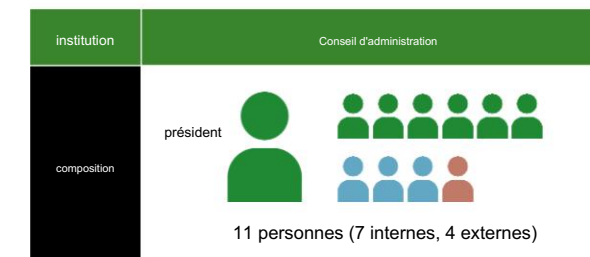 institution
Conseil d'administration
composition
président
11 personnes (7 internes, 4 externes)